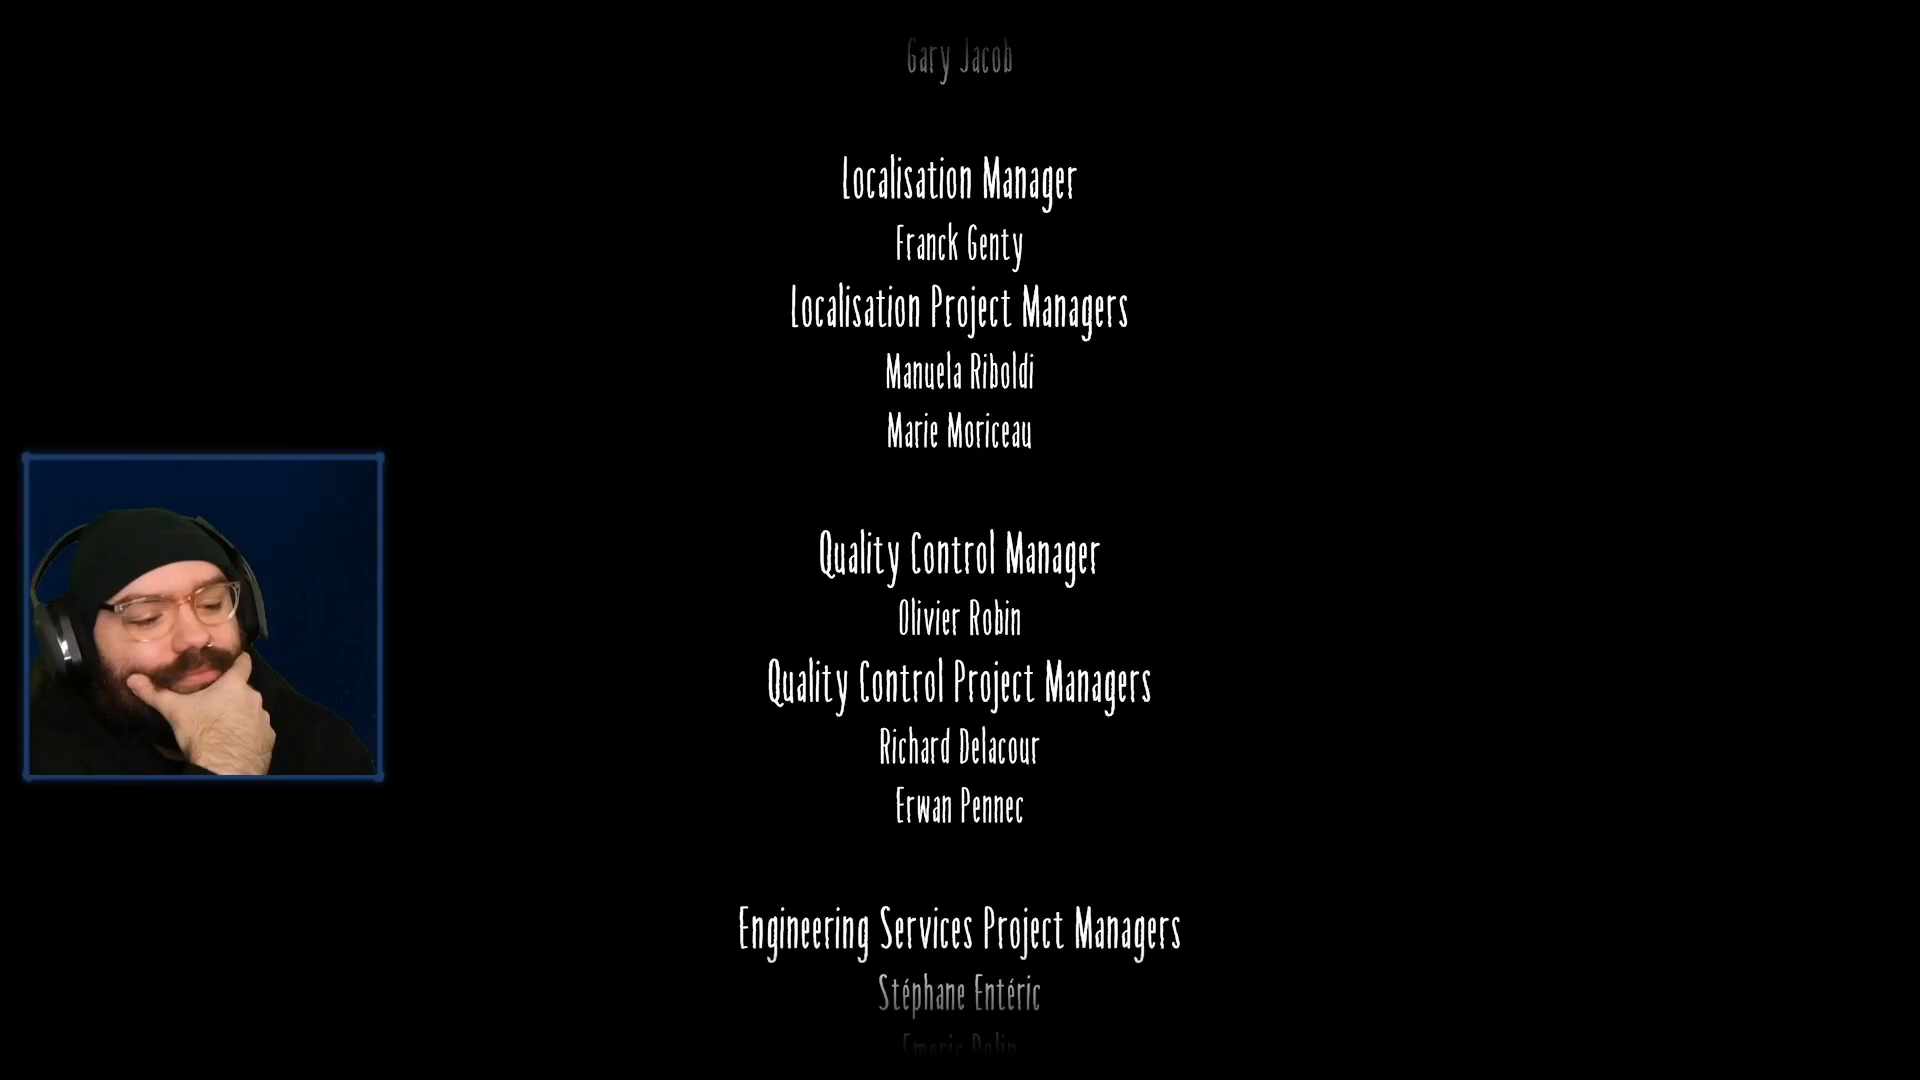 Gary Jacob
Localisation Manager
Franck Genty
Localisation Project Managers
Manuela Riboldi
Marie Moriceau
Quality Control Manager
Olivier Robin
Quality Control Project Managers
Richard Delacour
Erwan Pennec
Engineering Services Project Managers
Stéphane Entéric